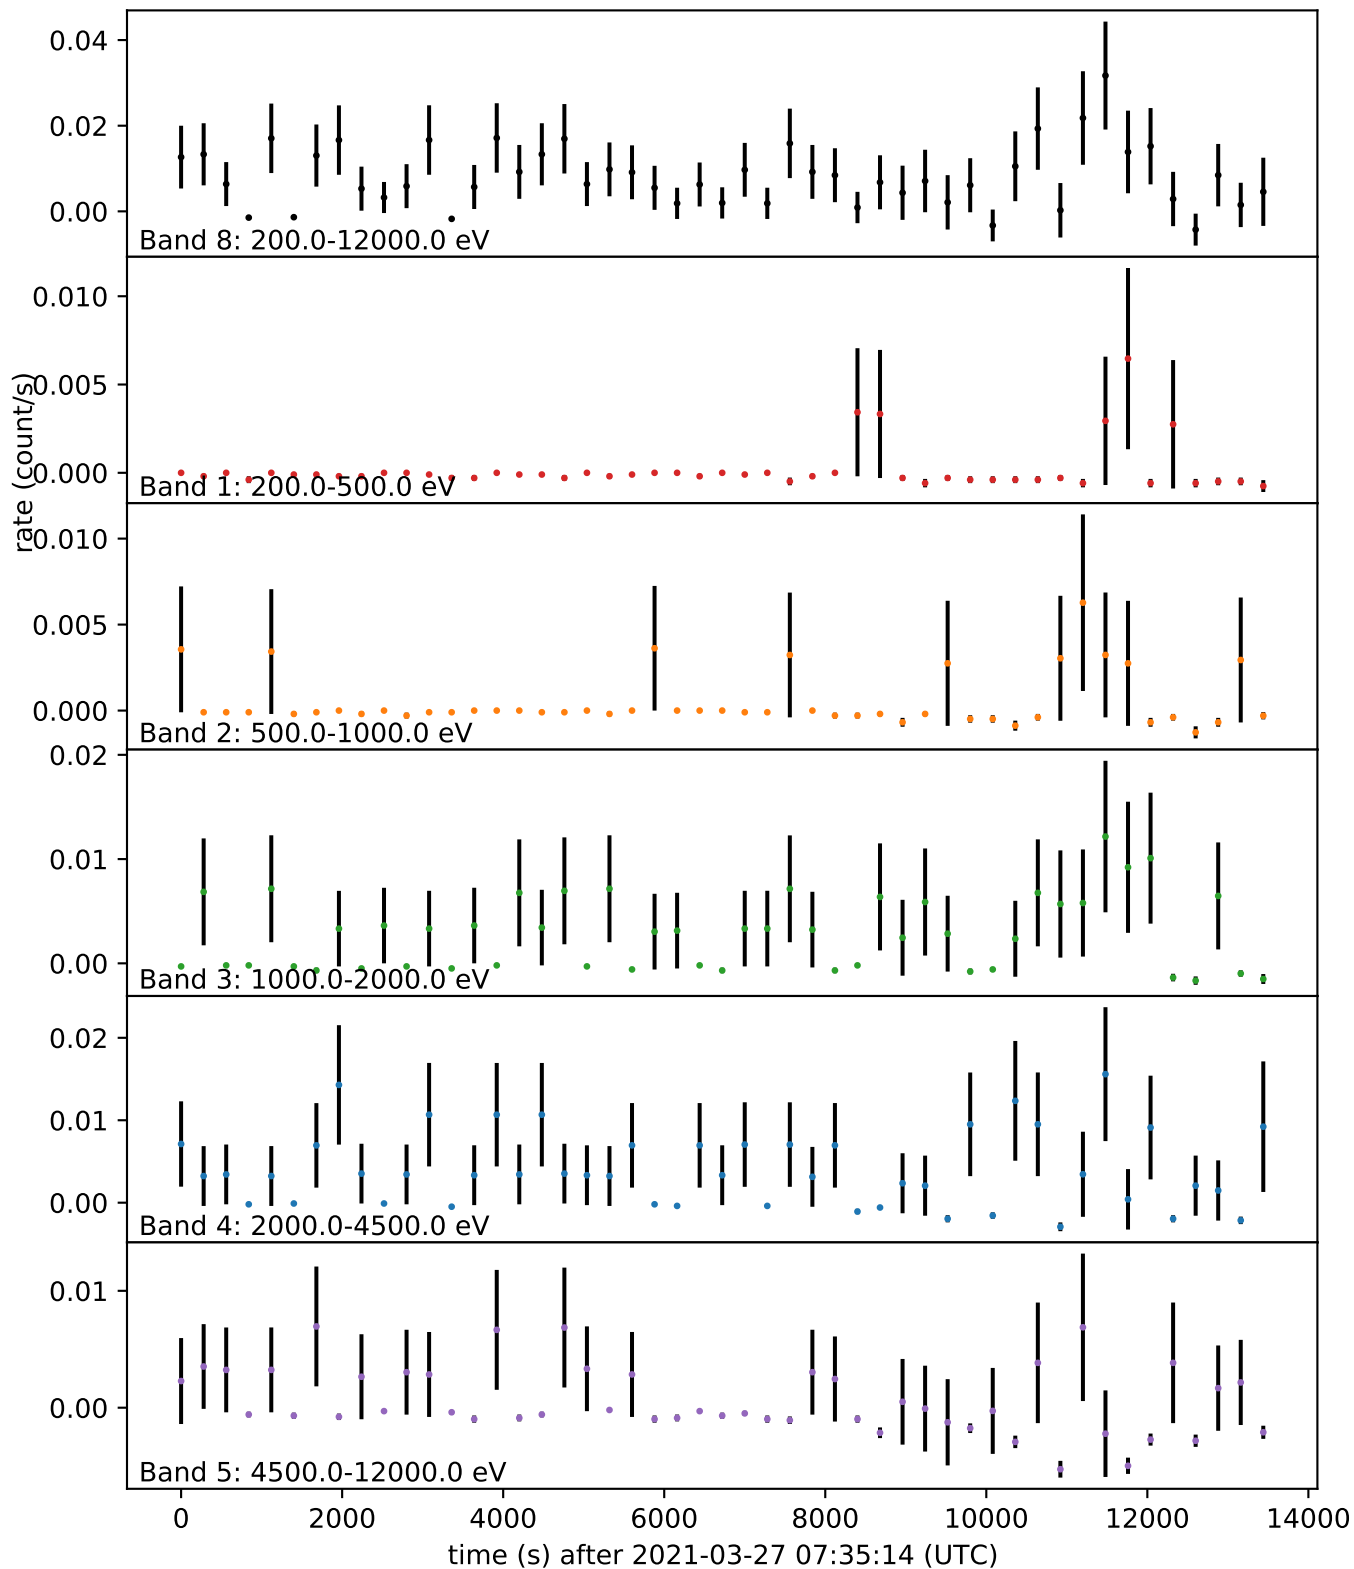 0.04
0.02
0.00
Band 8: 200.0-12000.0 eV
0.010
0.005
0.000
Band 1: 200.0-500.0 eV
rate (count/s)
0.010
0.005
0.000
Band 2: 500.0-1000.0 eV
0.02
0.01
0.00
Band 3: 1000.0-2000.0 eV
0.02
0.01
0.00
Band 4: 2000.0-4500.0 eV
0.01
0.00
Band 5: 4500.0-12000.0 eV
0 2000 4000 6000 8000 10000 12000 14000
time (s) after 2021-03-27 07:35:14 (UTC)